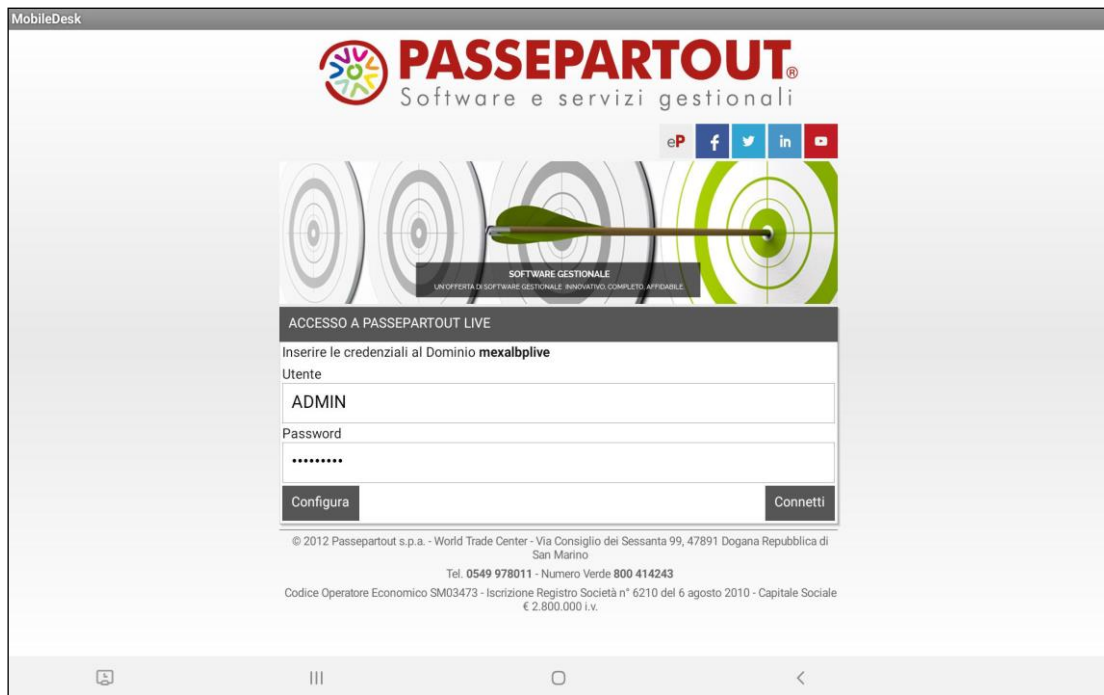 MobileDesk
PASSEPARTOUT®
Software e servizi gestionali
eP
SOFTWARE GESTIONALE
UN'OFFERTA DI SOFTWARE GESTIONALE INNOVATIVO, COMPLETO, AFFIDABILE.
ACCESSO A PASSEPARTOUT LIVE
Inserire le credenziali al Dominio mexalbplive
Utente
ADMIN
Password
•••••••••
Configura
Connetti
© 2012 Passepartout s.p.a. - World Trade Center - Via Consiglio dei Sessanta 99, 47891 Dogana Repubblica di
San Marino
Tel. 0549 978011 - Numero Verde 800 414243
Codice Operatore Economico SM03473 - Iscrizione Registro Società n° 6210 del 6 agosto 2010 - Capitale Sociale
€ 2.800.000 i.v.